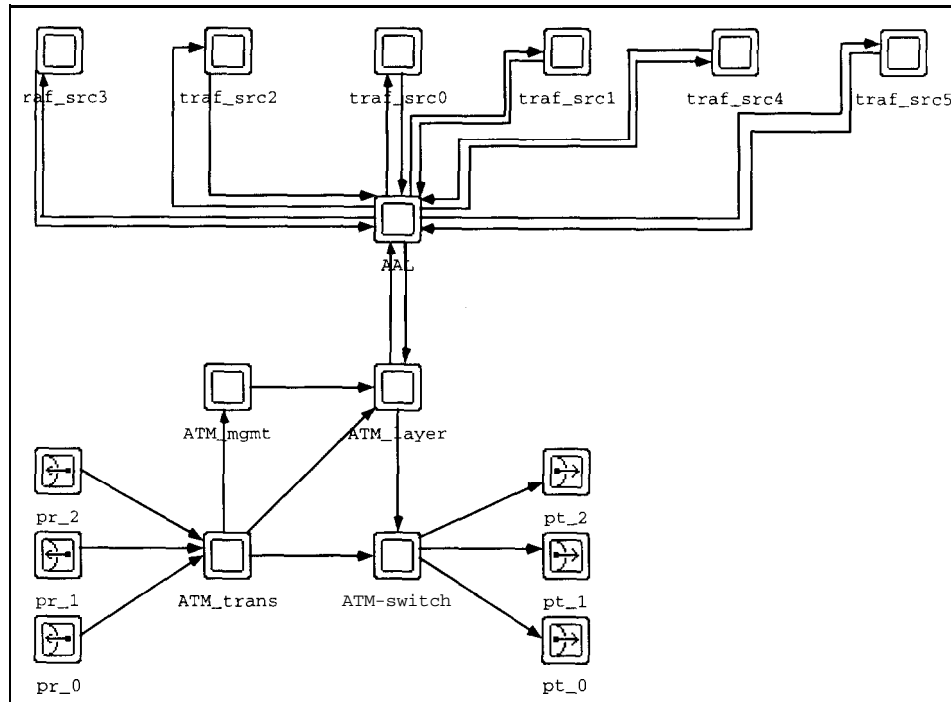 raf_src3
traf_src2
traf_src0
traf_src1
traf_src4
traf_src5
AAL
ATM_mgmt
ATM_layer
pr_2
pt_2
pr_1
ATM_trans
ATM-switch
pt_1
pr_0
pt_0